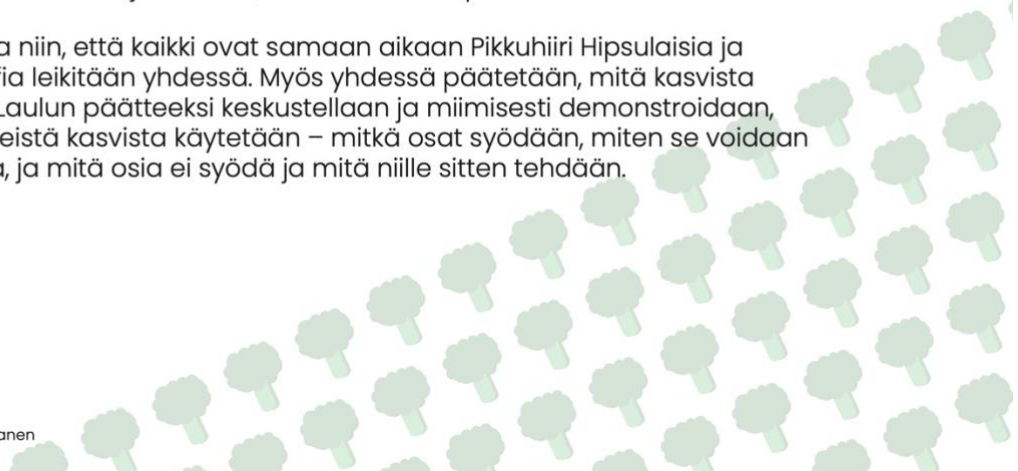 a niin, että kaikki ovat samaan aikaan Pikkuhiiri Hipsulaisia ja
ia leikitään yhdessä. Myös yhdessä päätetään, mitä kasvista
Laulun päätteeksi keskustellaan ja miimisesti demonstroidaan,
eistä kasvista käytetään – mitkä osat syödään, miten se voidaan
, ja mitä osia ei syödä ja mitä niille sitten tehdään.
anen